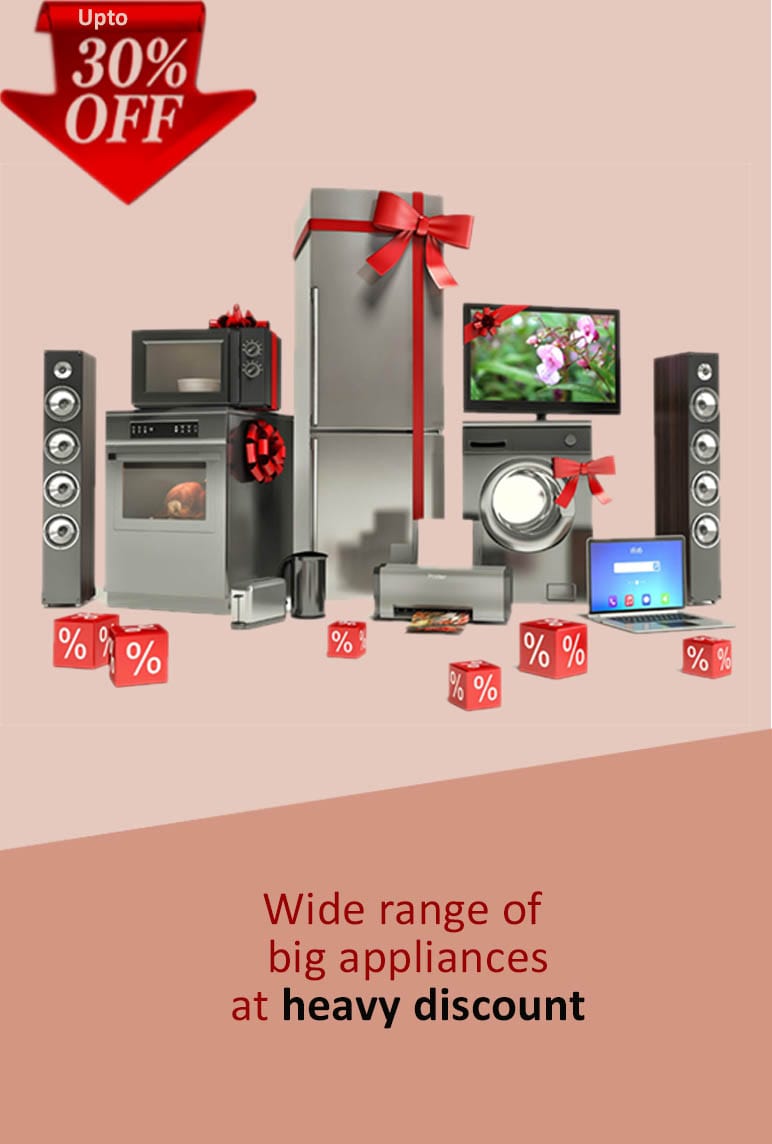 Upto
30%
OFF
%
%
%
%
%
%
%
%
%
Wide range of
big appliances
at heavy discount